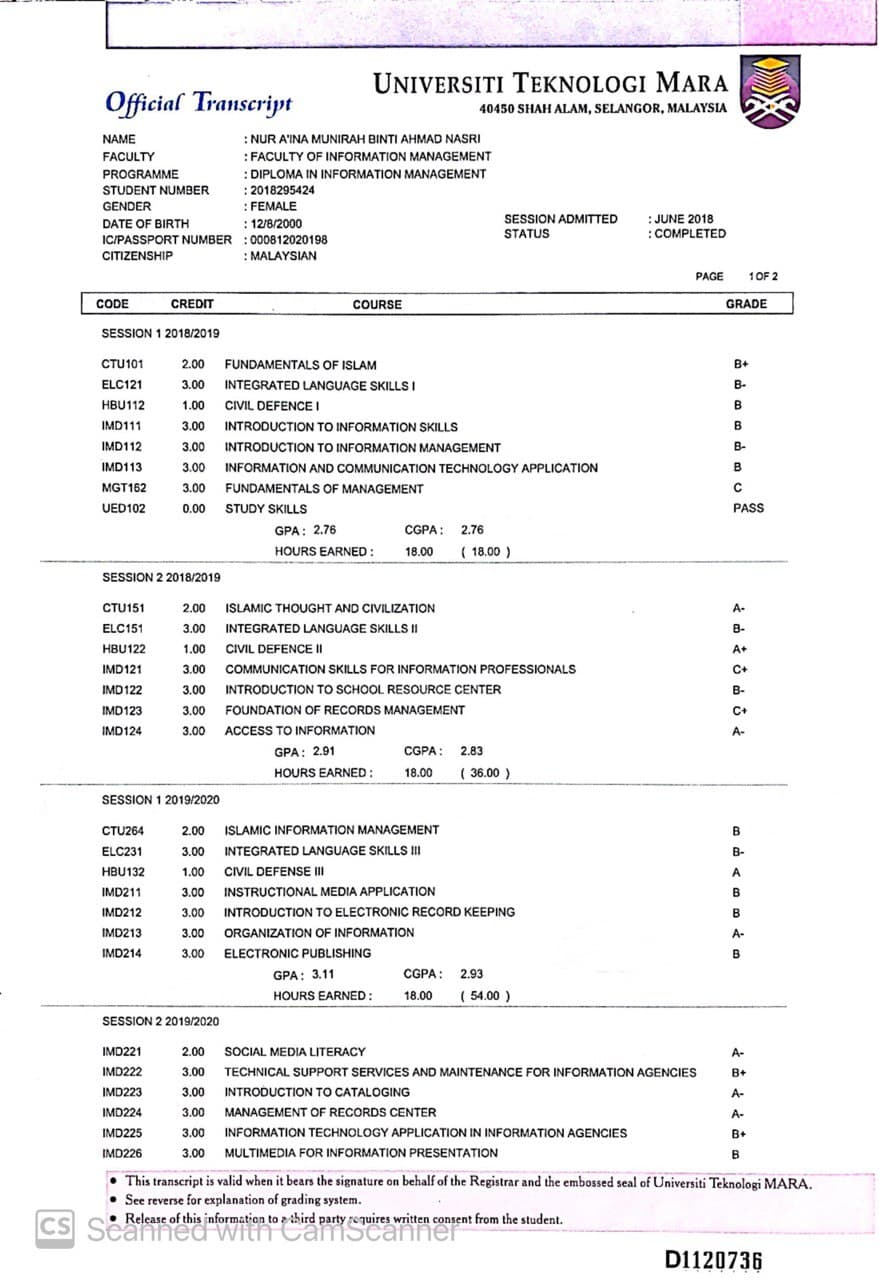 Official Transcript
UNIVERSITI TEKNOLOGI MARA
40450 SHAH ALAM, SELANGOR, MALAYSIA
NAME : NUR A'INA MUNIRAH BINTI AHMAD NASRI
FACULTY : FACULTY OF INFORMATION MANAGEMENT
PROGRAMME : DIPLOMA IN INFORMATION MANAGEMENT
STUDENT NUMBER : 2018295424
GENDER : FEMALE
DATE OF BIRTH : 12/8/2000 SESSION ADMITTED : JUNE 2018
IC/PASSPORT NUMBER : 000812020198 STATUS : COMPLETED
CITIZENSHIP : MALAYSIAN
PAGE 1 OF 2
CODE CREDIT COURSE GRADE
SESSION 1 2018/2019
CTU101 2.00 FUNDAMENTALS OF ISLAM B+
ELC121 3.00 INTEGRATED LANGUAGE SKILLS I B-
HBU112 1.00 CIVIL DEFENCE I B
IMD111 3.00 INTRODUCTION TO INFORMATION SKILLS B
IMD112 3.00 INTRODUCTION TO INFORMATION MANAGEMENT B-
IMD113 3.00 INFORMATION AND COMMUNICATION TECHNOLOGY APPLICATION B
MGT162 3.00 FUNDAMENTALS OF MANAGEMENT C
UED102 0.00 STUDY SKILLS PASS
GPA : 2.76 CGPA : 2.76
HOURS EARNED : 18.00 ( 18.00 )
SESSION 2 2018/2019
CTU151 2.00 ISLAMIC THOUGHT AND CIVILIZATION A-
ELC151 3.00 INTEGRATED LANGUAGE SKILLS II B-
HBU122 1.00 CIVIL DEFENCE II A+
IMD121 3.00 COMMUNICATION SKILLS FOR INFORMATION PROFESSIONALS C+
IMD122 3.00 INTRODUCTION TO SCHOOL RESOURCE CENTER B-
IMD123 3.00 FOUNDATION OF RECORDS MANAGEMENT C+
IMD124 3.00 ACCESS TO INFORMATION A-
GPA : 2.91 CGPA : 2.83
HOURS EARNED : 18.00 ( 36.00 )
SESSION 1 2019/2020
CTU264 2.00 ISLAMIC INFORMATION MANAGEMENT B
ELC231 3.00 INTEGRATED LANGUAGE SKILLS III B-
HBU132 1.00 CIVIL DEFENSE III A
IMD211 3.00 INSTRUCTIONAL MEDIA APPLICATION B
IMD212 3.00 INTRODUCTION TO ELECTRONIC RECORD KEEPING B
IMD213 3.00 ORGANIZATION OF INFORMATION A-
IMD214 3.00 ELECTRONIC PUBLISHING B
GPA : 3.11 CGPA : 2.93
HOURS EARNED : 18.00 ( 54.00 )
SESSION 2 2019/2020
IMD221 2.00 SOCIAL MEDIA LITERACY A-
IMD222 3.00 TECHNICAL SUPPORT SERVICES AND MAINTENANCE FOR INFORMATION AGENCIES B+
IMD223 3.00 INTRODUCTION TO CATALOGING A-
IMD224 3.00 MANAGEMENT OF RECORDS CENTER A-
IMD225 3.00 INFORMATION TECHNOLOGY APPLICATION IN INFORMATION AGENCIES B+
IMD226 3.00 MULTIMEDIA FOR INFORMATION PRESENTATION B
• This transcript is valid when it bears the signature on behalf of the Registrar and the embossed seal of Universiti Teknologi MARA.
• See reverse for explanation of grading system.
• Release of this information to a third party requires written consent from the student.
CS Scanned with CamScanner
D1120736